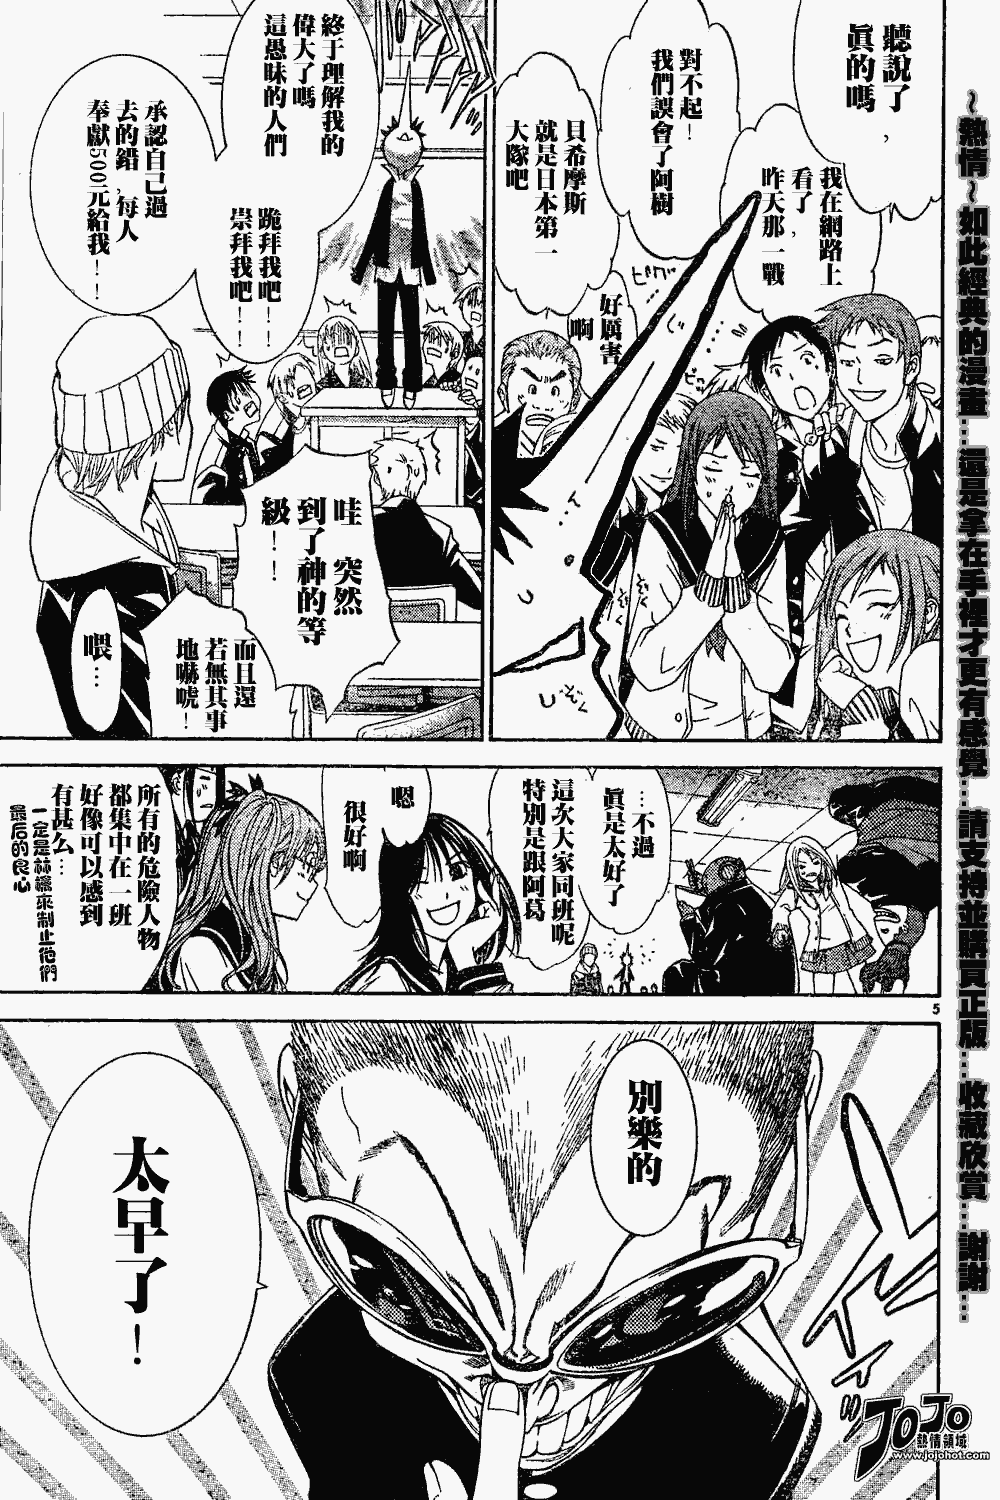 聽說了，
真的嗎
我在網路上
看了，
昨天那一戰
對不起！
我們誤會了阿樹
貝希摩斯
就是日本第一
大隊吧
好厲害
啊
ピグ
ピグ
ぞくっ
終于理解我的
偉大了嗎
這愚昧的人們
跪拜我吧！！
崇拜我吧！！
承認自己過
去的錯，每人
奉獻500元給我！！
哇 突然
到了神的等
級！！
而且還
若無其事
地嚇唬！
喂…
…不過
真是太好了
這次大家同班呢
特別是跟阿葛
嗯
很好啊
所有的危險人物
都集中在一班
好像可以感到
有甚么…
一定是林檎來制止他們
最后的良心
5
別樂的
太早了！
~熱情~如此經典的漫畫…還是拿在手裡才更有感覺…請支持並購買正版…收藏欣賞…謝謝…
JOJO
熱情領域
www.jojohot.com